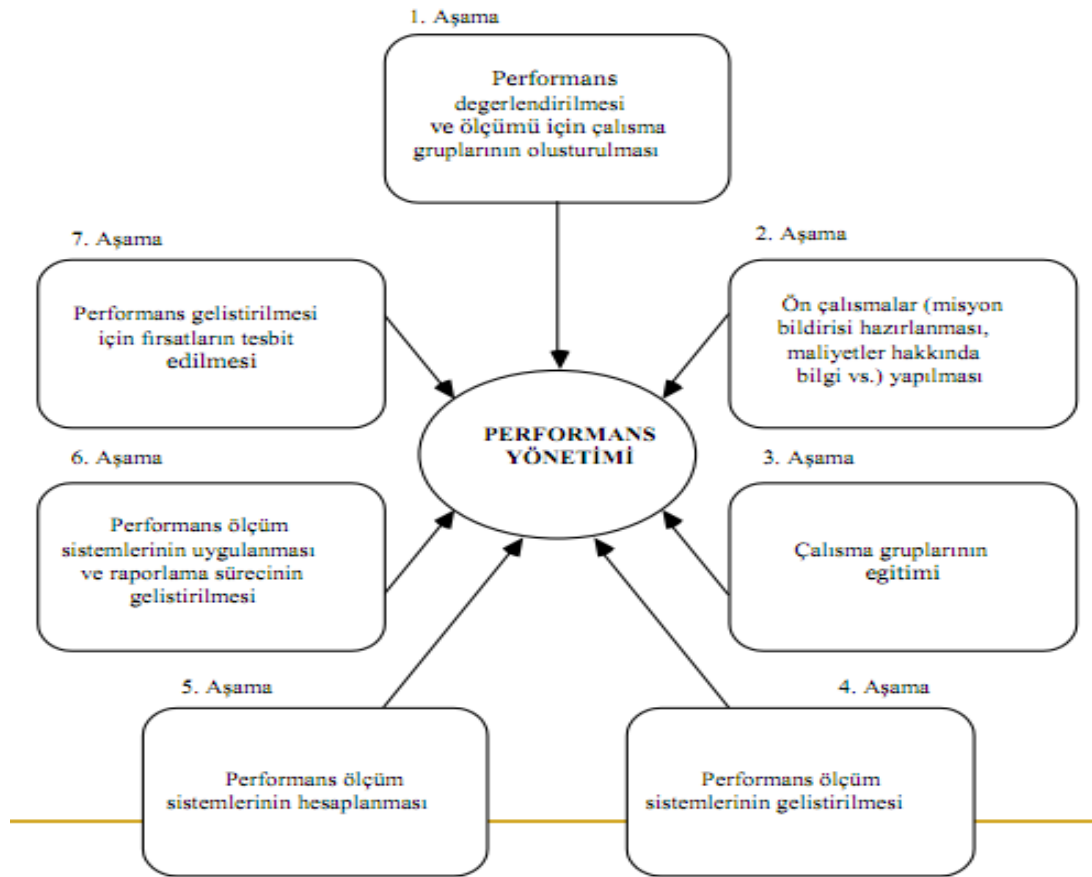 1. Aşama
Performans
degerlendirilmesi
ve ölçümü için çalısma
gruplarının olusturulması
7. Aşama
Performans gelistirilmesi
için fırsatların tesbit
edilmesi
2. Aşama
Ön çalısmalar (misyon
bildirisi hazırlanması,
maliyetler hakkında
bilgi vs.) yapılması
PERFORMANS
YÖNETİMİ
6. Aşama
Performans ölçüm
sistemlerinin uygulanması
ve raporlama sürecinin
gelistirilmesi
3. Aşama
Çalısma gruplarının
egitimi
5. Aşama
Performans ölçüm
sistemlerinin hesaplanması
4. Aşama
Performans ölçüm
sistemlerinin gelistirilmesi